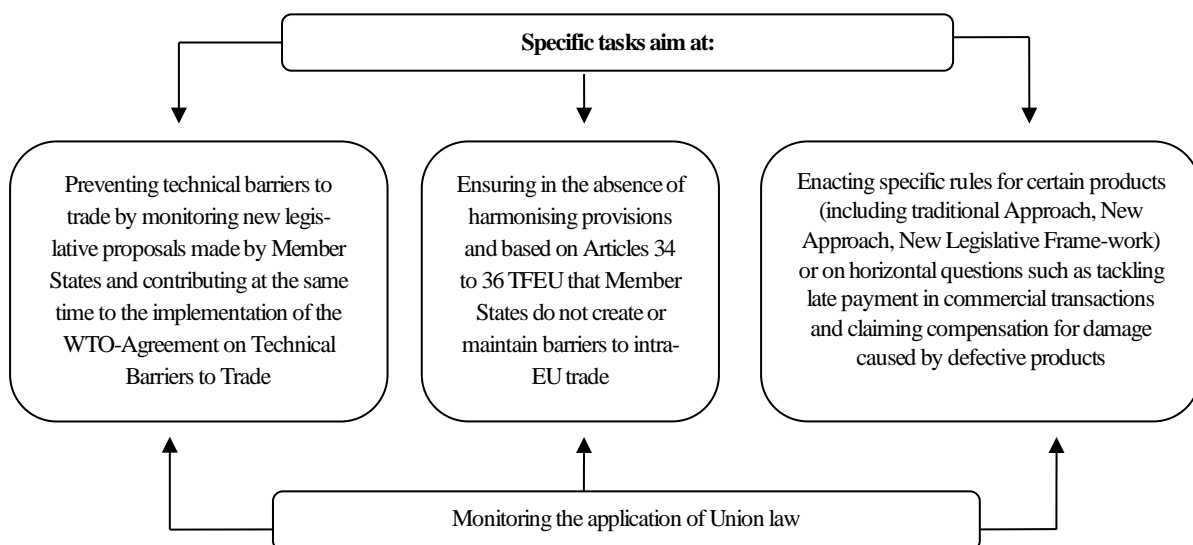 Specific tasks aim at:
Preventing technical barriers to
trade by monitoring new legis-
slative proposals made by Member
States and contributing at the same
time to the implementation of the
WTO-Agreement on Technical
Barriers to Trade
Ensuring in the absence of
harmonising provisions
and based on Articles 34
to 36 TFEU that Member
States do not create or
maintain barriers to intra-
EU trade
Enacting specific rules for certain products
(including traditional Approach, New
Approach, New Legislative Frame-work)
or on horizontal questions such as tackling
late payment in commercial transactions
and claiming compensation for damage
caused by defective products
Monitoring the application of Union law